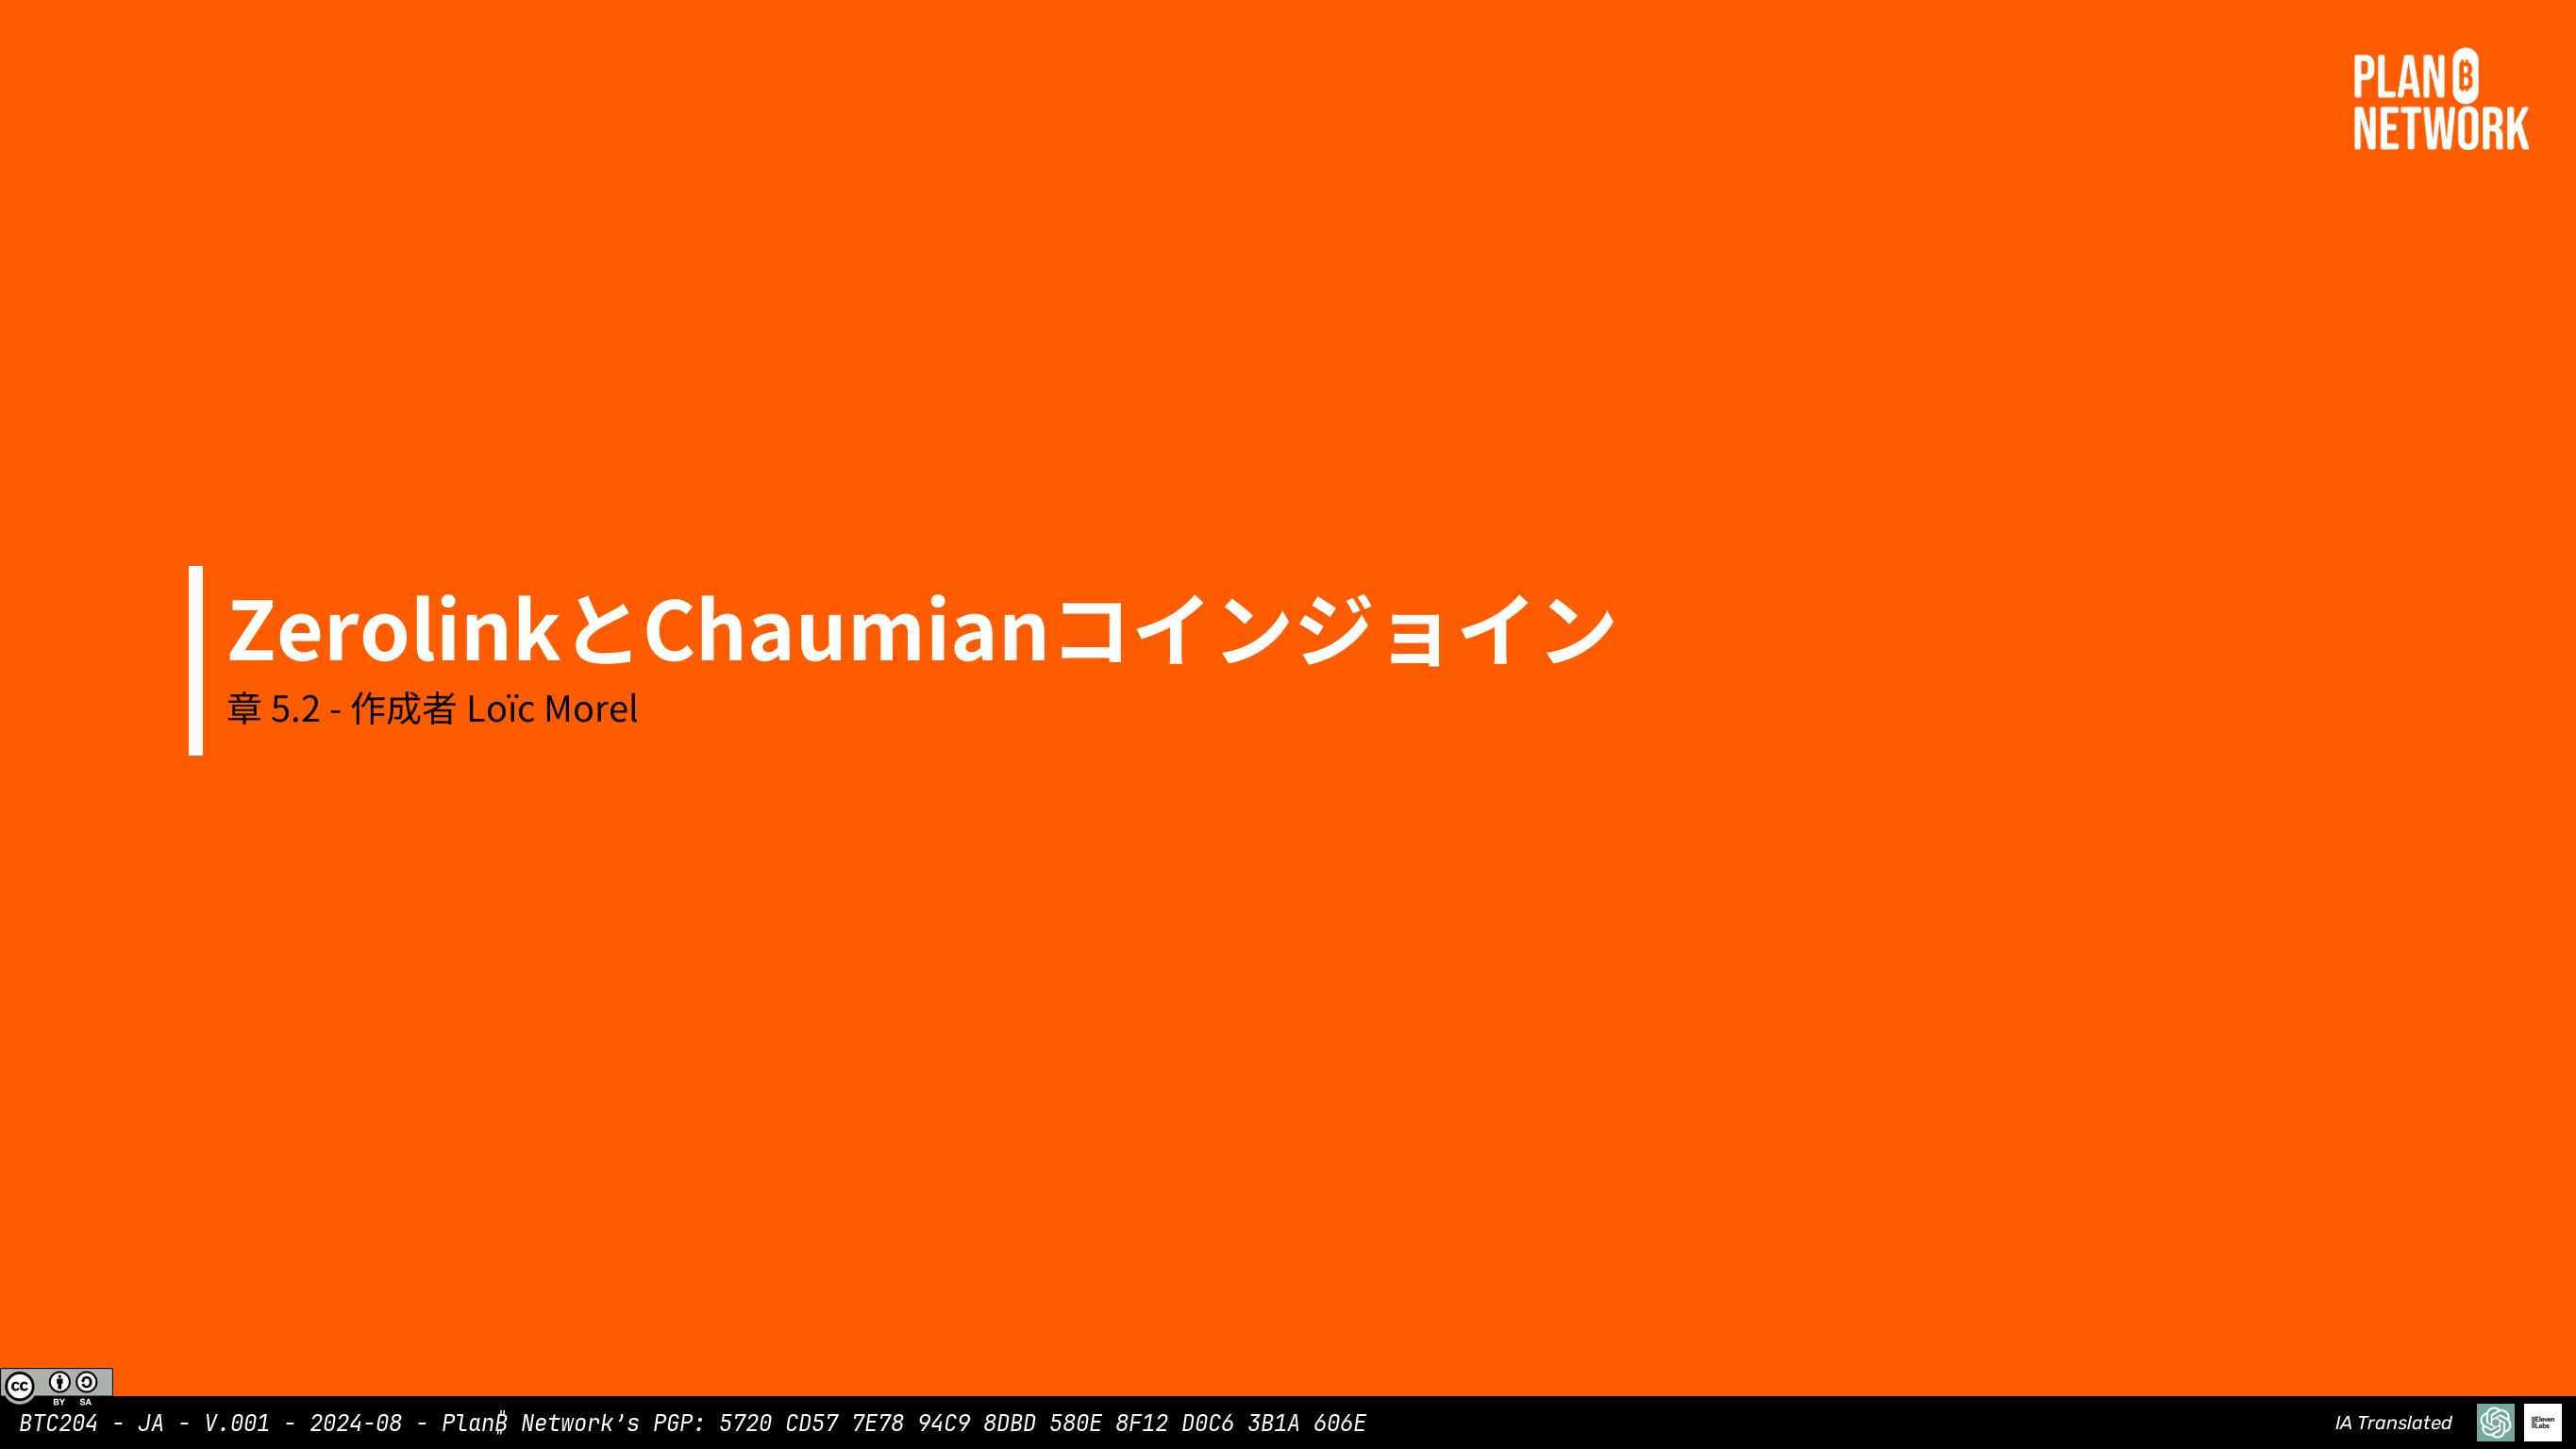 PLAN ₿
NETWORK
ZerolinkとChaumianコインジョイン
章 5.2 - 作成者 Loïc Morel
CC BY SA
BTC204 - JA - V.001 - 2024-08 - Plan₿ Network’s PGP: 5720 CD57 7E78 94C9 8DBD 580E 8F12 D0C6 3B1A 606E
IA Translated
ElevenLabs